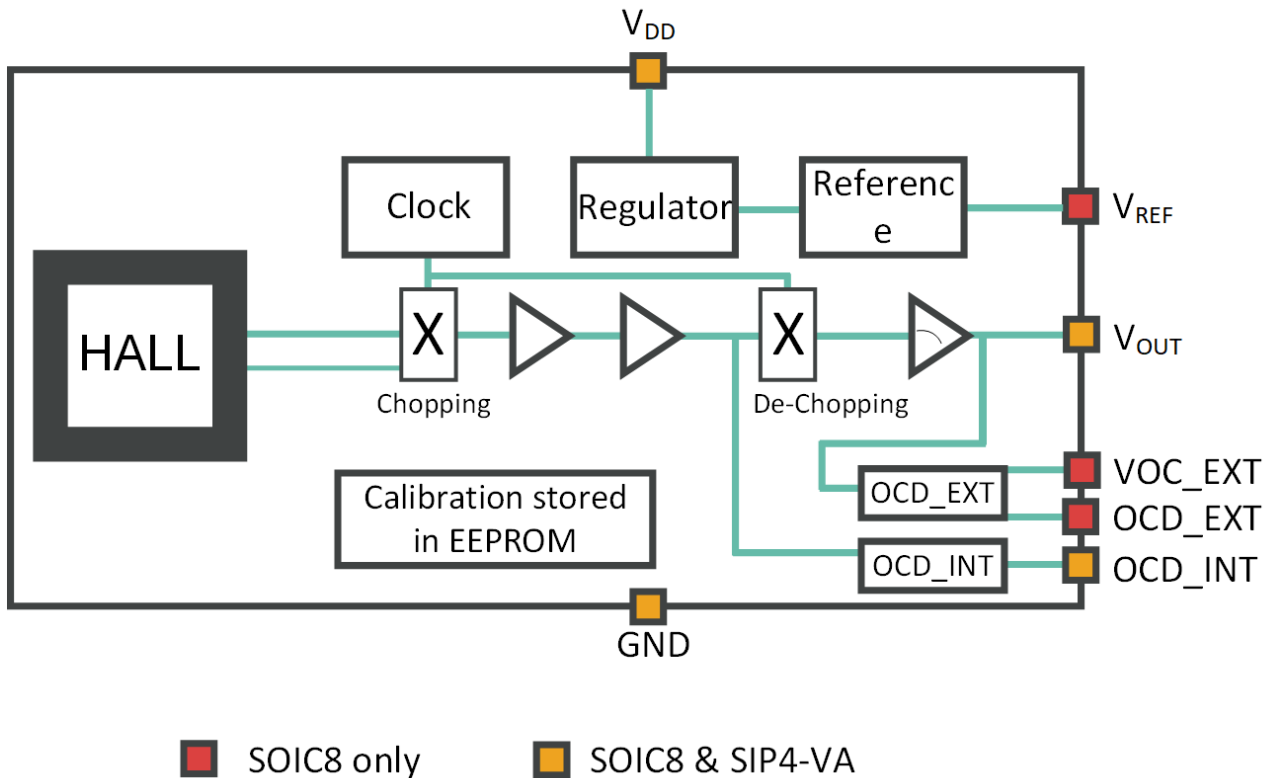 VDD
Clock
Regulator
Referenc
e
VREF
HALL
X
X
VOUT
Chopping
De-Chopping
Calibration stored
in EEPROM
OCD_EXT
VOC_EXT
OCD_EXT
OCD_INT
OCD_INT
GND
SOIC8 only
SOIC8 & SIP4-VA